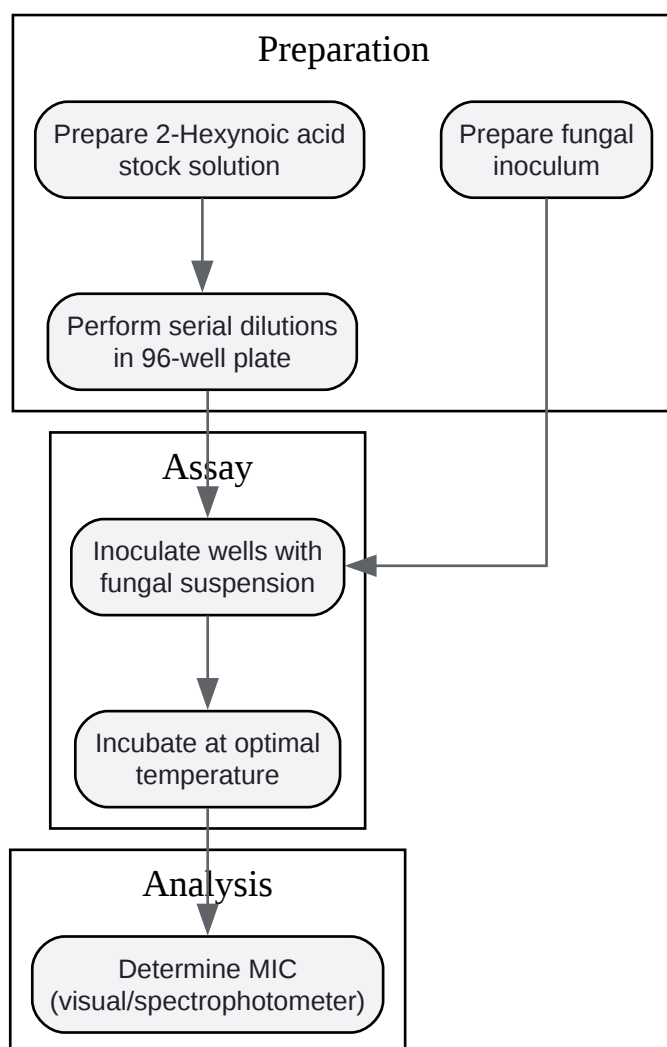 Preparation
Prepare 2-Hexynoic acid
stock solution
Prepare fungal
inoculum
Perform serial dilutions
in 96-well plate
Assay
Inoculate wells with
fungal suspension
Incubate at optimal
temperature
Analysis
Determine MIC
(visual/spectrophotometer)